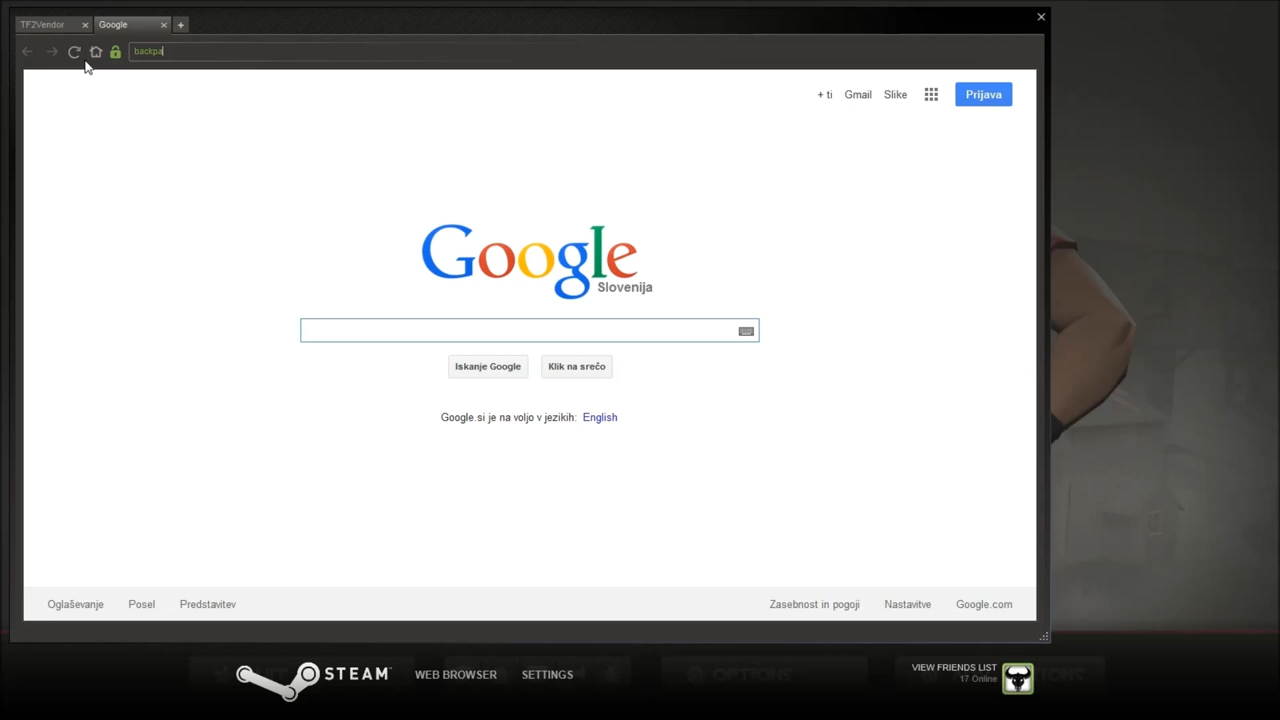 TF2Vendor
Google
backpa
+ ti Gmail Slike Prijava
Google
Slovenija
Iskanje Google Klik na srečo
Google.si je na voljo v jezikih: English
Oglaševanje Posel Predstavitev Zasebnost in pogoji Nastavitve Google.com
STEAM WEB BROWSER SETTINGS
VIEW FRIENDS LIST
17 Online
OPTIONS